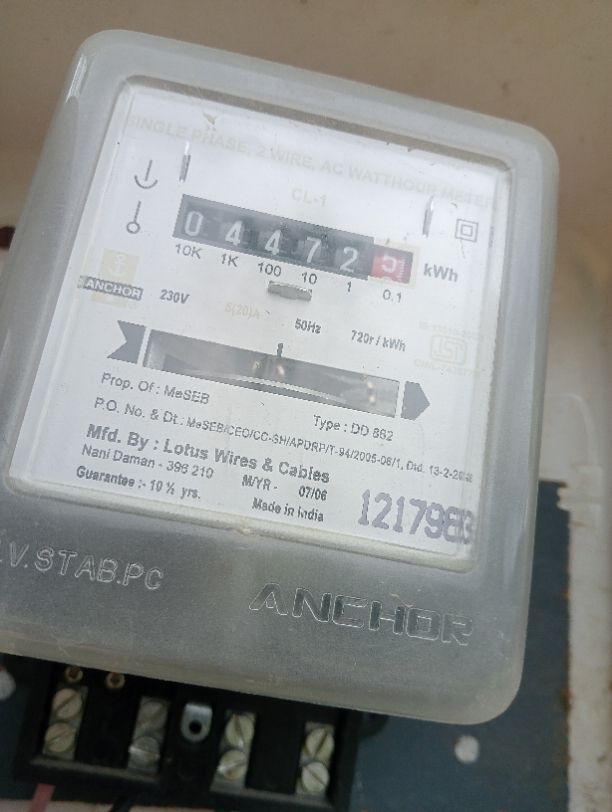 SINGLE PHASE, 2 WIRE, AC WATTHOUR METER
CL-1
0 4 4 7 2
kWh
10K 1K 100 10 1 0.1
ANCHOR
230V
5(20)A
50Hz
720r / kWh
Prop. Of : MeSEB
Type : DD 862
P.O. No. & Dt.: MeSEB/CEO/CC-SH/APDRP/T-94/2005-06/1, Dtd. 13-2-
Mfd. By : Lotus Wires & Cables
Nani Daman - 396 210
M/YR - 07/06
Guarantee :- 10 ½ yrs.
Made in India
I.V.STAB.PC
ANCHOR